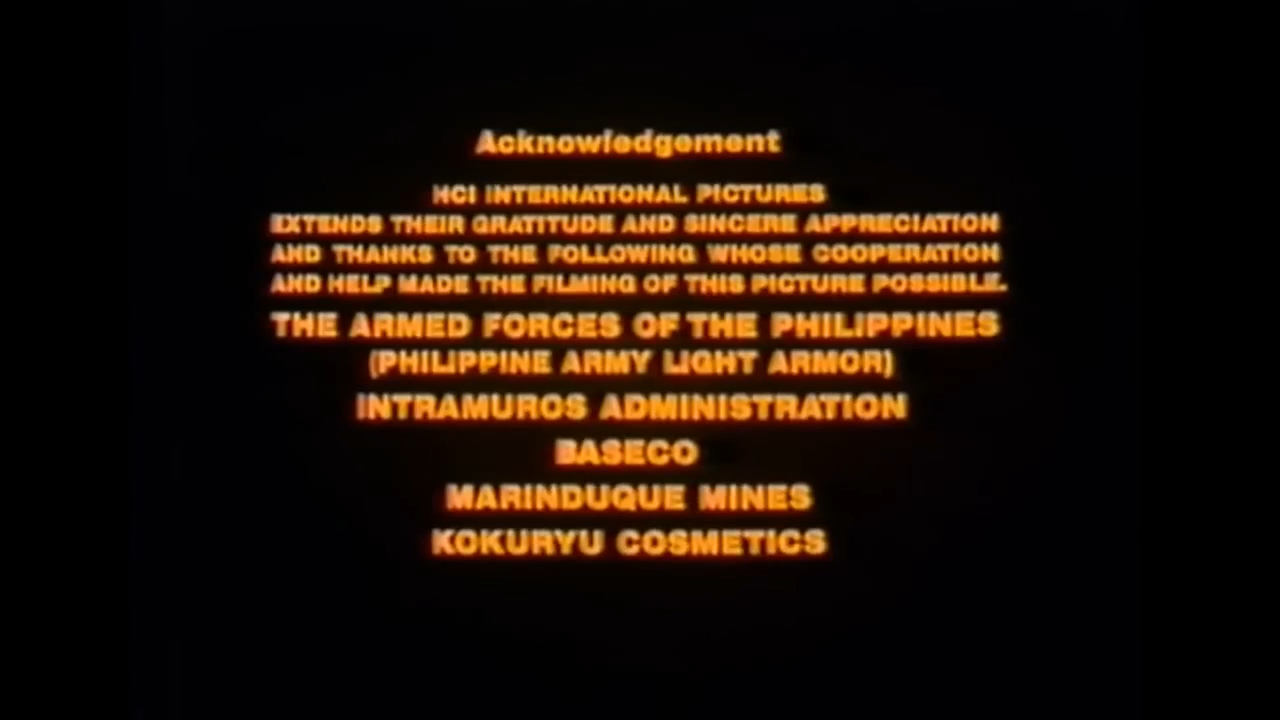 Acknowledgement
HCI INTERNATIONAL PICTURES
EXTENDS THEIR GRATITUDE AND SINCERE APPRECIATION
AND THANKS TO THE FOLLOWING WHOSE COOPERATION
AND HELP MADE THE FILMING OF THIS PICTURE POSSIBLE.
THE ARMED FORCES OF THE PHILIPPINES
(PHILIPPINE ARMY LIGHT ARMOR)
INTRAMUROS ADMINISTRATION
BASECO
MARINDUQUE MINES
KOKURYU COSMETICS